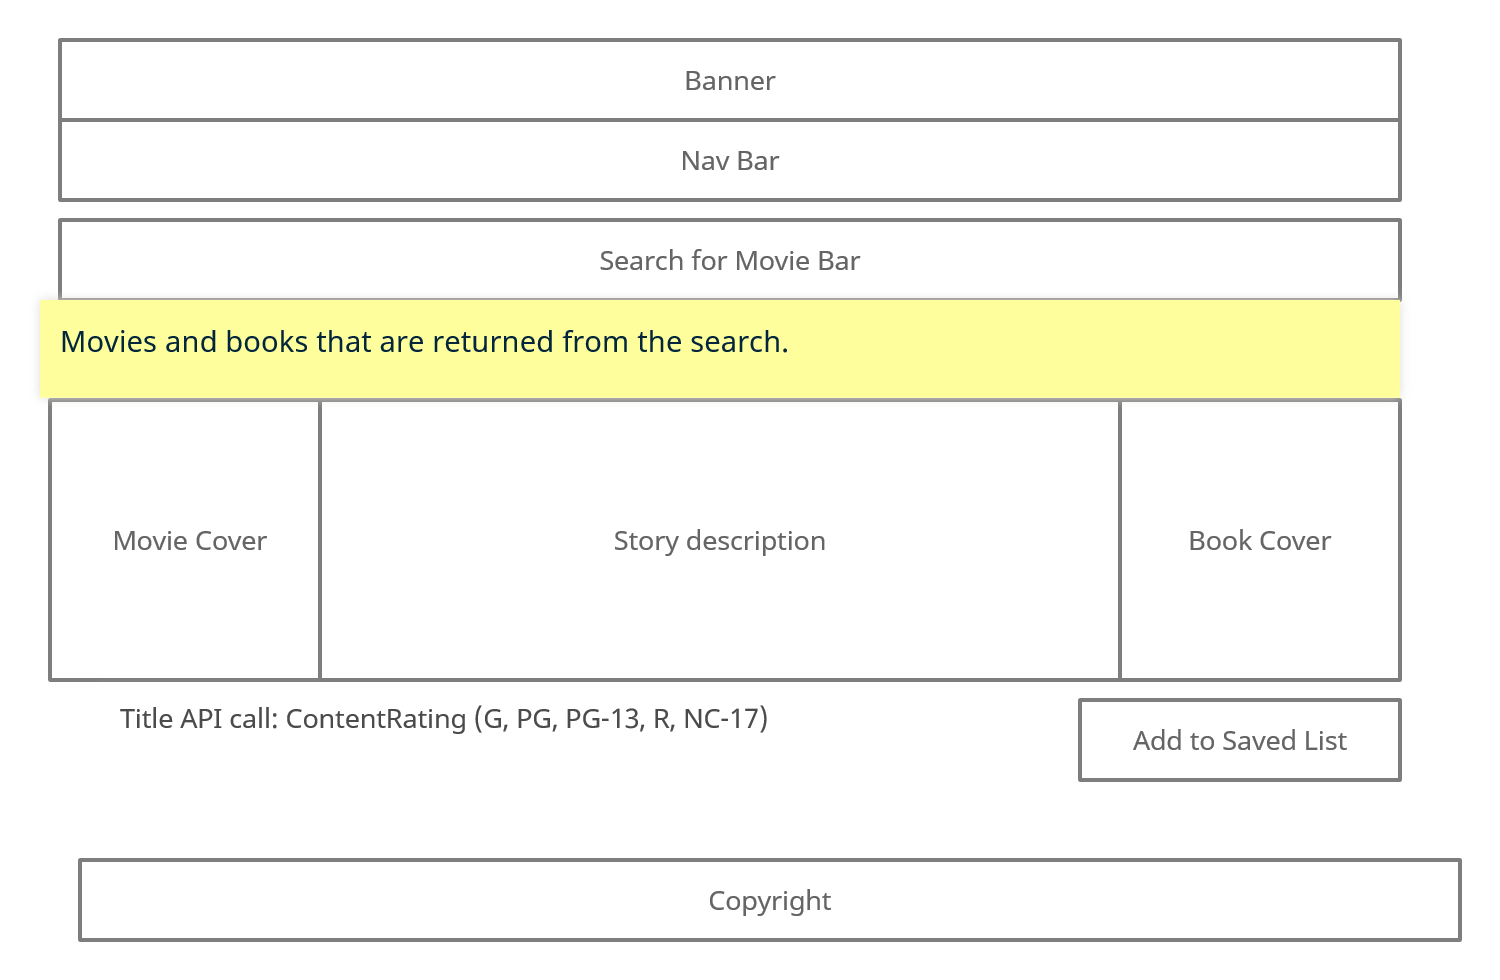 Banner
Nav Bar
Search for Movie Bar
Movies and books that are returned from the search.
Movie Cover
Story description
Book Cover
Title API call: ContentRating (G, PG, PG-13, R, NC-17)
Add to Saved List
Copyright